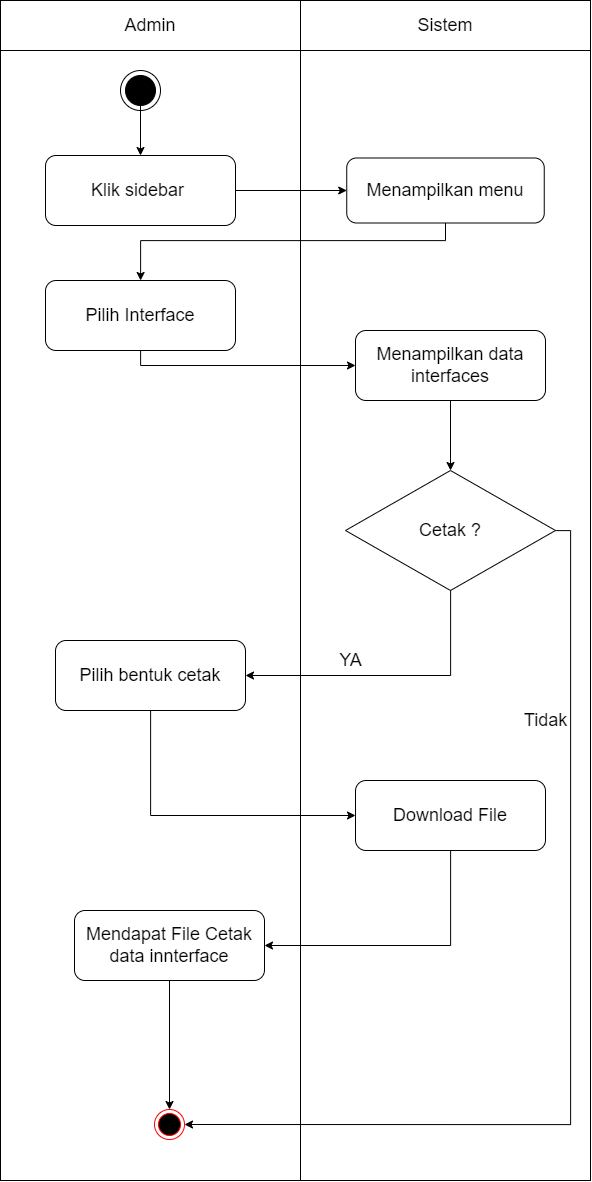 Admin
Sistem
Klik sidebar
Menampilkan menu
Pilih Interface
Menampilkan data
interfaces
Cetak ?
YA
Pilih bentuk cetak
Tidak
Download File
Mendapat File Cetak
data innterface